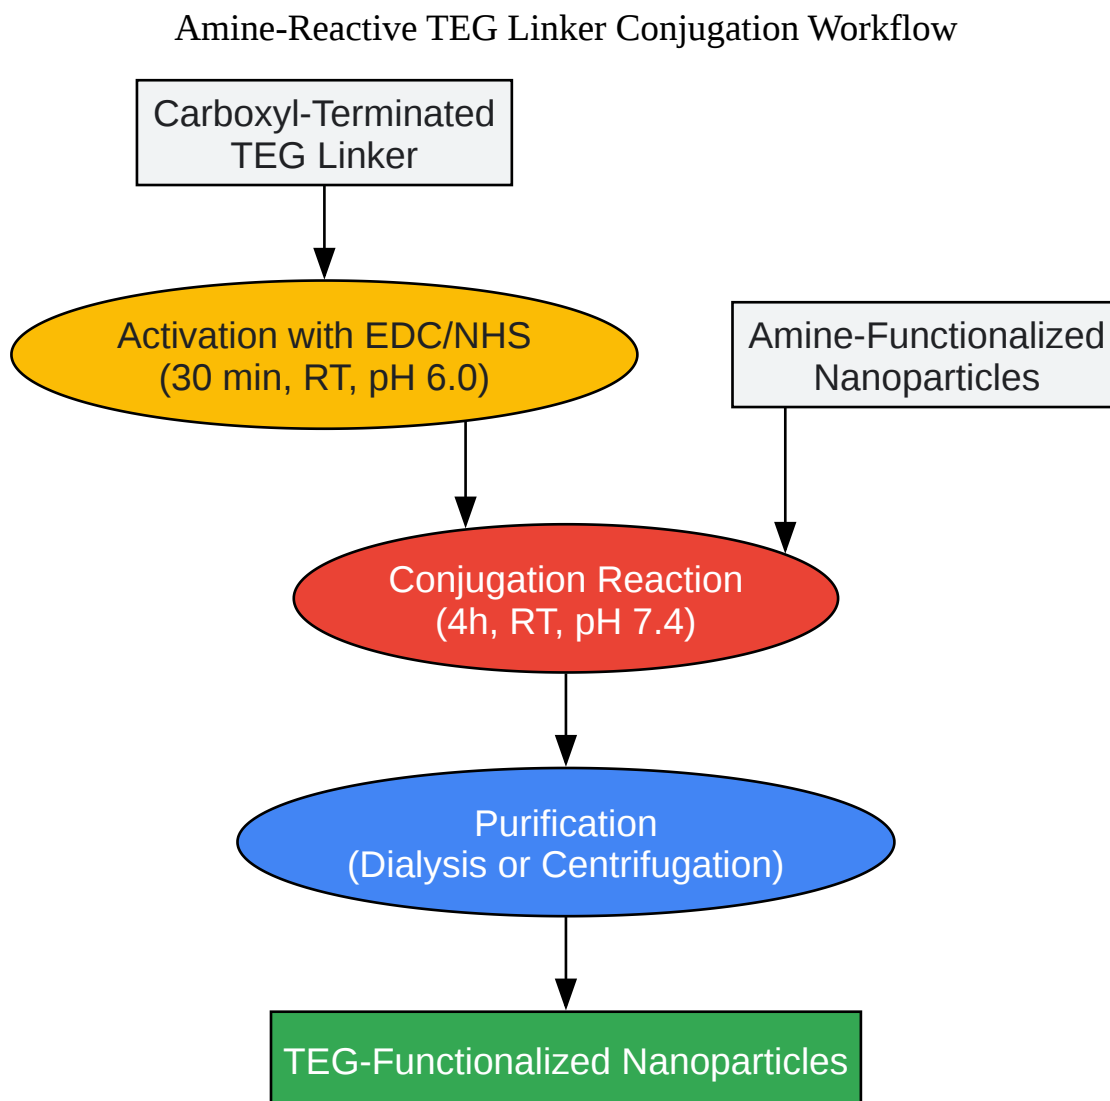 Amine-Reactive TEG Linker Conjugation Workflow
Carboxyl-Terminated
TEG Linker
Activation with EDC/NHS
(30 min, RT, pH 6.0)
Amine-Functionalized
Nanoparticles
Conjugation Reaction
(4h, RT, pH 7.4)
Purification
(Dialysis or Centrifugation)
TEG-Functionalized Nanoparticles